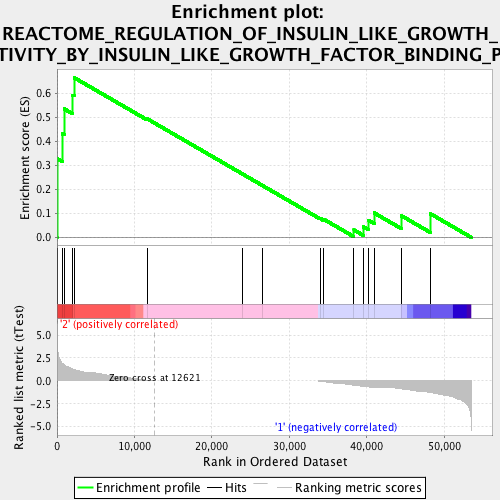 Enrichment plot:
REACTOME_REGULATION_OF_INSULIN_LIKE_GROWTH_
TIVITY_BY_INSULIN_LIKE_GROWTH_FACTOR_BINDING_P
Enrichment score (ES)
0.6
0.5
0.4
0.3
0.2
0.1
0.0
Ranked list metric (tTest)
5.0
2.5
0.0
-2.5
-5.0
'2' (positively correlated)
Zero cross at 12621
'1' (negatively correlated)
0 10,000 20,000 30,000 40,000 50,000
Rank in Ordered Dataset
Enrichment profile Hits Ranking metric scores